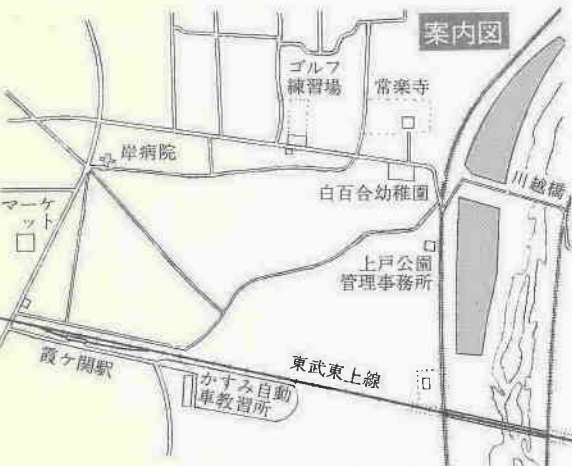 案内図
ゴルフ
練習場
常楽寺
岸病院
白百合幼稚園
川越橋
マーケ
ット
上戸公園
管理事務所
霞ケ関駅
東武東上線
かすみ自動
車教習所